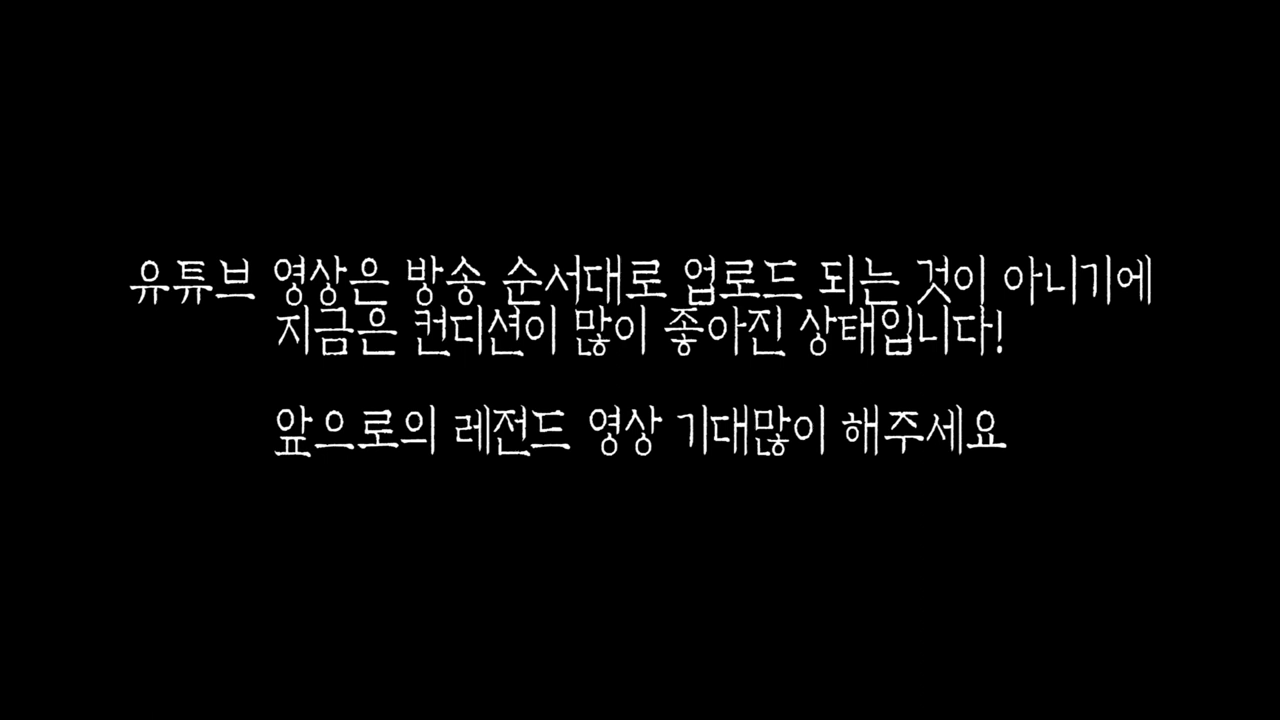 유튜브 영상은 방송 순서대로 업로드 되는 것이 아니기에
지금은 컨디션이 많이 좋아진 상태입니다!
앞으로의 레전드 영상 기대많이 해주세요